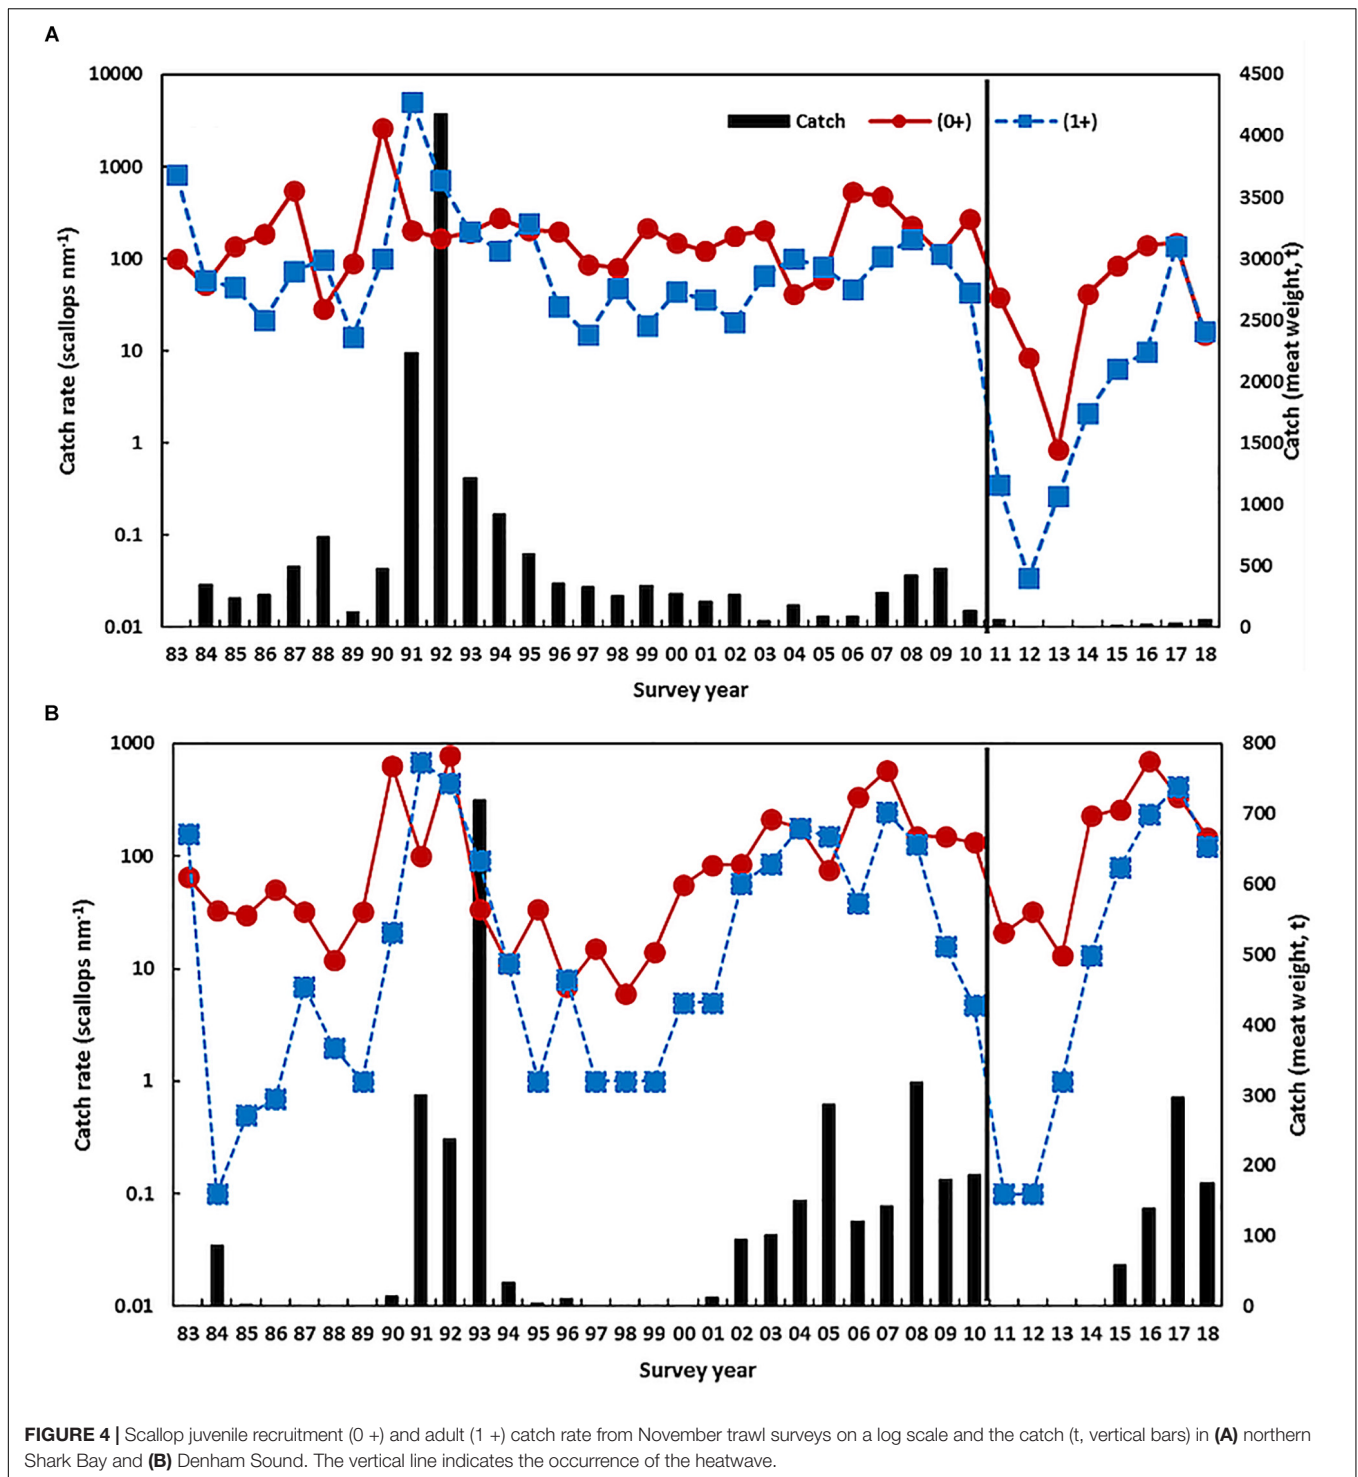 A
10000
1000
100
10
1
0.1
0.01
4500
4000
3500
3000
2500
2000
1500
1000
500
0
Catch (0+) (1+)
Catch rate (scallops nm⁻¹)
Catch (meat weight, t)
83 84 85 86 87 88 89 90 91 92 93 94 95 96 97 98 99 00 01 02 03 04 05 06 07 08 09 10 11 12 13 14 15 16 17 18
Survey year
B
1000
100
10
1
0.1
0.01
800
700
600
500
400
300
200
100
0
Catch rate (scallops nm⁻¹)
Catch (meat weight, t)
83 84 85 86 87 88 89 90 91 92 93 94 95 96 97 98 99 00 01 02 03 04 05 06 07 08 09 10 11 12 13 14 15 16 17 18
Survey year
FIGURE 4 | Scallop juvenile recruitment (0 +) and adult (1 +) catch rate from November trawl surveys on a log scale and the catch (t, vertical bars) in (A) northern
Shark Bay and (B) Denham Sound. The vertical line indicates the occurrence of the heatwave.